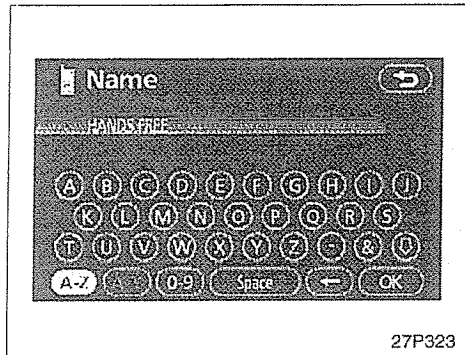 Name
HANDS FREE
A B C D E F G H I J
K L M N O P Q R S
T U V W X Y Z - &
A-Z 0-9 Space ← OK
27P323